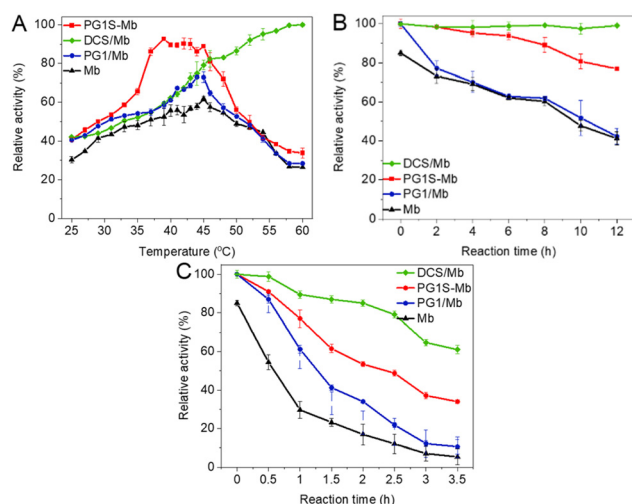 A
PG1S-Mb
DCS/Mb
PG1/Mb
Mb
Relative activity (%)
100
80
60
40
20
0
25 30 35 40 45 50 55 60
Temperature (°C)
B
Relative activity (%)
100
80
60
40
20
0
DCS/Mb
PG1S-Mb
PG1/Mb
Mb
0 2 4 6 8 10 12
Reaction time (h)
C
Relative activity (%)
100
80
60
40
20
0
DCS/Mb
PG1S-Mb
PG1/Mb
Mb
0 0.5 1 1.5 2 2.5 3 3.5
Reaction time (h)